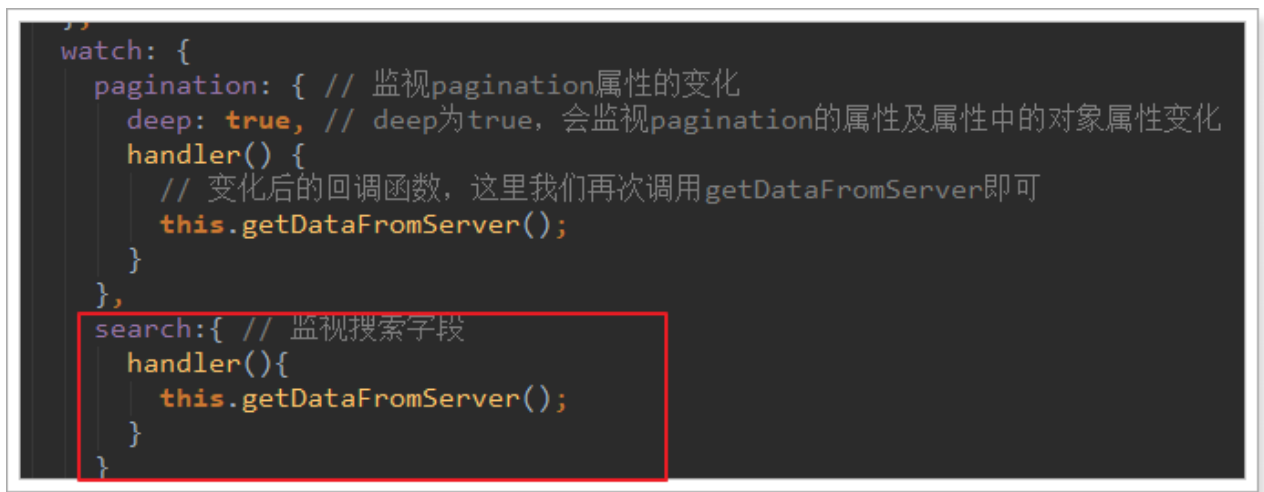 },
watch: {
pagination: { // 监视pagination属性的变化
deep: true, // deep为true，会监视pagination的属性及属性中的对象属性变化
handler() {
// 变化后的回调函数，这里我们再次调用getDataFromServer即可
this.getDataFromServer();
}
},
search:{ // 监视搜索字段
handler(){
this.getDataFromServer();
}
}